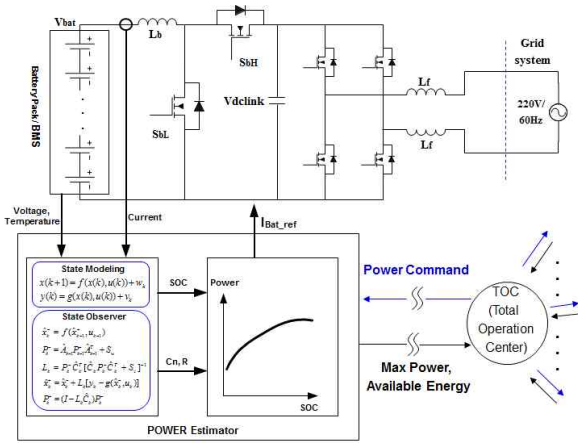 Vbat
Battery Pack/BMS
Lb
SbL
SbH
Vdclink
Lf
Lf
Grid
system
220V/
60Hz
Voltage,
Temperature
Current
IBat_ref
State Modeling
x(k+1) = f(x(k),u(k)) + wk
y(k) = g(x(k),u(k)) + vk
State Observer
SOC
Cn, R
Power
SOC
POWER Estimator
Power Command
Max Power,
Available Energy
TOC
(Total
Operation
Center)